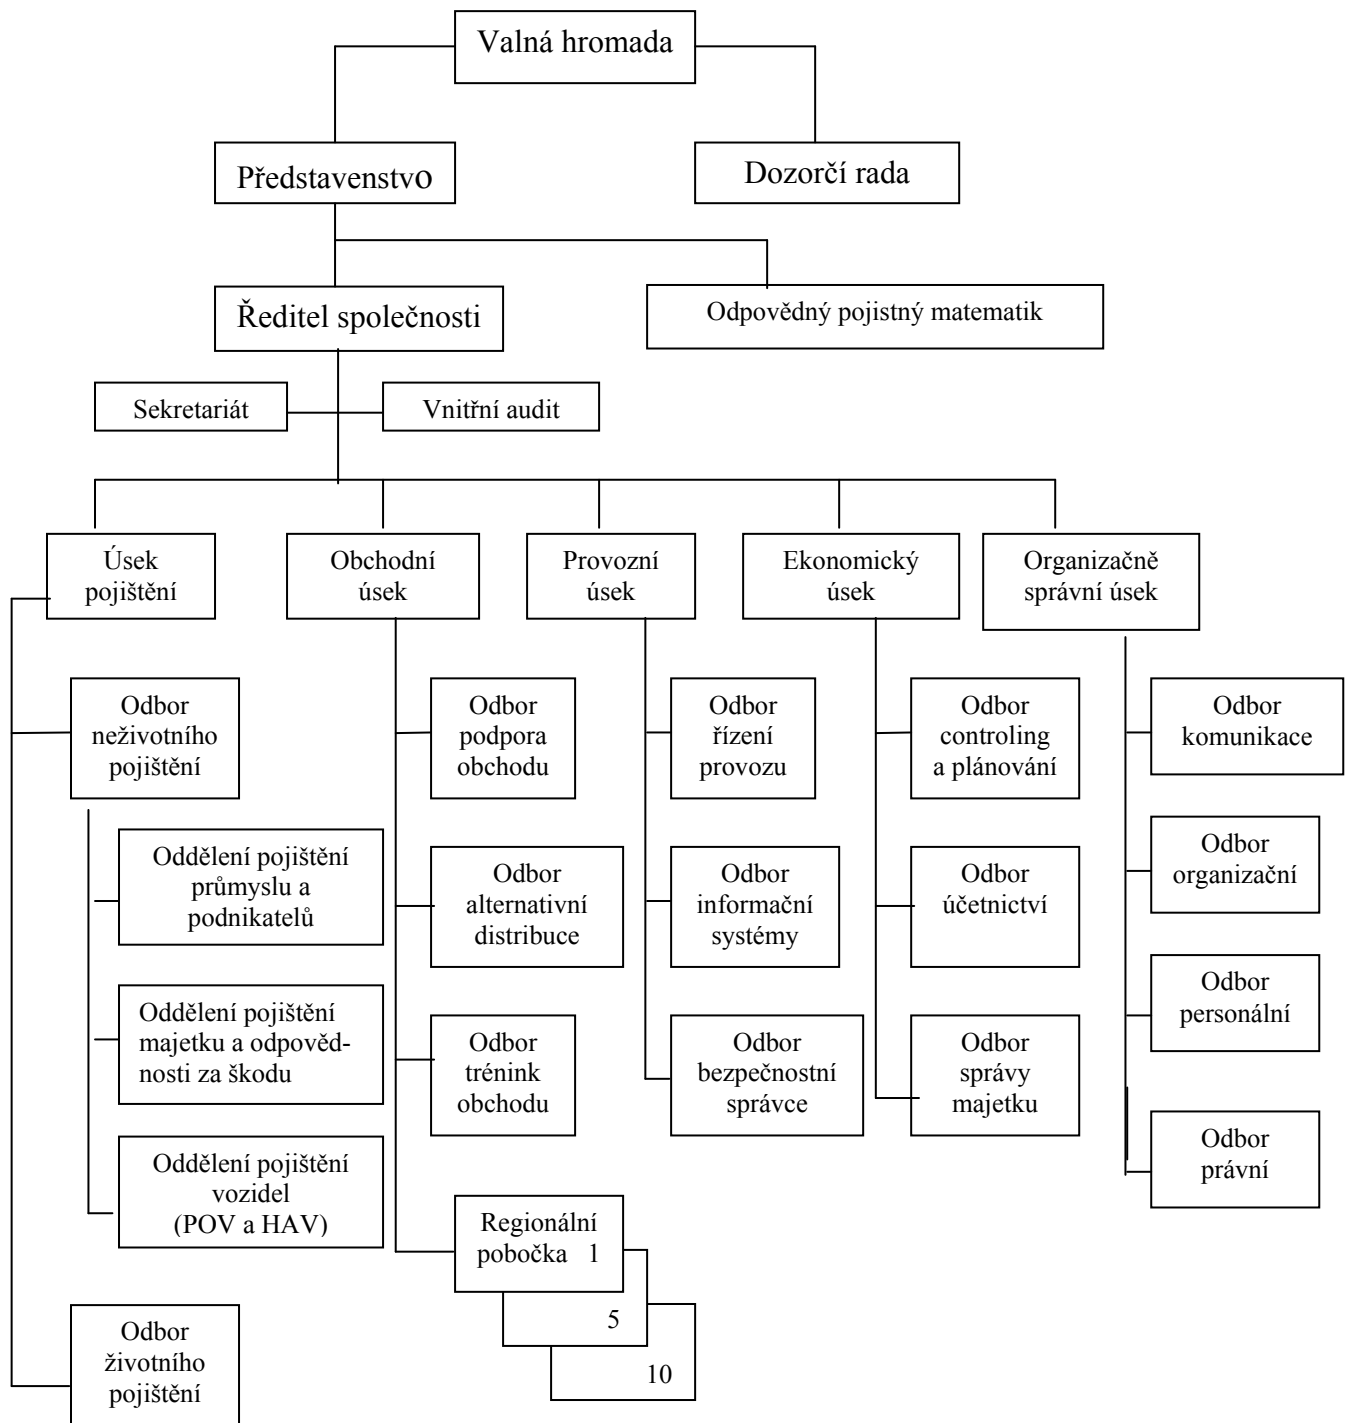 Valná hromada
Představenstvo
Dozorčí rada
Ředitel společnosti
Odpovědný pojistný matematik
Sekretariát
Vnitřní audit
Úsek
pojištění
Obchodní
úsek
Provozní
úsek
Ekonomický
úsek
Organizačně
správní úsek
Odbor
neživotního
pojištění
Odbor
podpora
obchodu
Odbor
řízení
provozu
Odbor
controling
a plánování
Odbor
komunikace
Oddělení pojištění
průmyslu a
podnikatelů
Odbor
alternativní
distribuce
Odbor
informační
systémy
Odbor
účetnictví
Odbor
organizační
Oddělení pojištění
majetku a odpověd-
nosti za škodu
Odbor
trénink
obchodu
Odbor
bezpečnostní
správce
Odbor
správy
majetku
Odbor
personální
Oddělení pojištění
vozidel
(POV a HAV)
Odbor
právní
Regionální
pobočka 1
5
10
Odbor
životního
pojištění